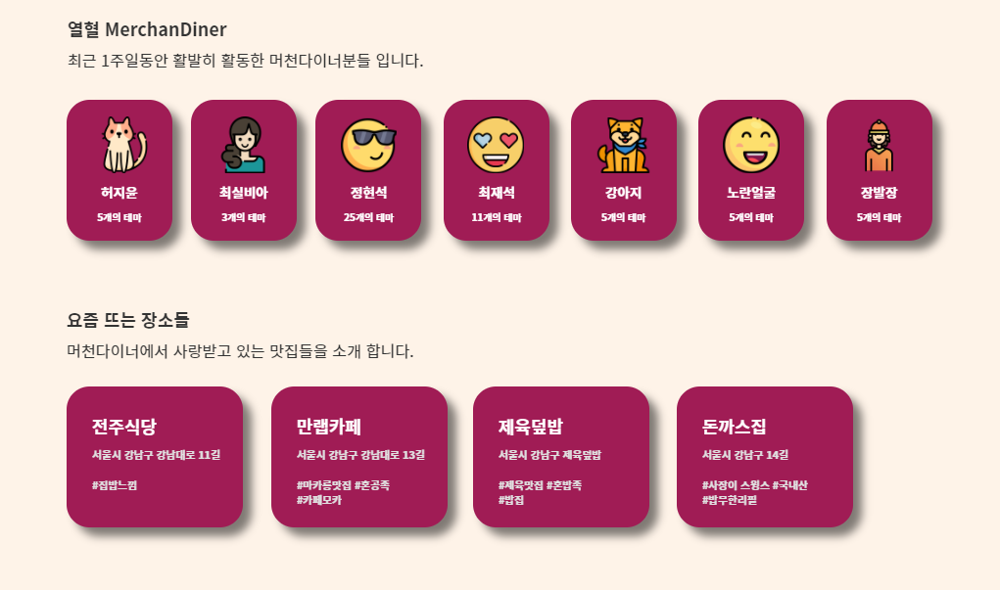 열혈 MerchanDiner
최근 1주일동안 활발히 활동한 머천다이너분들 입니다.
허지윤
5개의 테마
최실비아
3개의 테마
정현석
25개의 테마
최재석
11개의 테마
강아지
5개의 테마
노란얼굴
5개의 테마
장발장
5개의 테마
요즘 뜨는 장소들
머천다이너에서 사랑받고 있는 맛집들을 소개 합니다.
전주식당
서울시 강남구 강남대로 11길
#집밥느낌
만랩카페
서울시 강남구 강남대로 13길
#마카롱맛집 #혼공족
#카페모카
제육덮밥
서울시 강남구 제육덮밥
#제육맛집 #혼밥족
#밥집
돈까스집
서울시 강남구 14길
#사장이 스윙스 #국내산
#밥무한리필